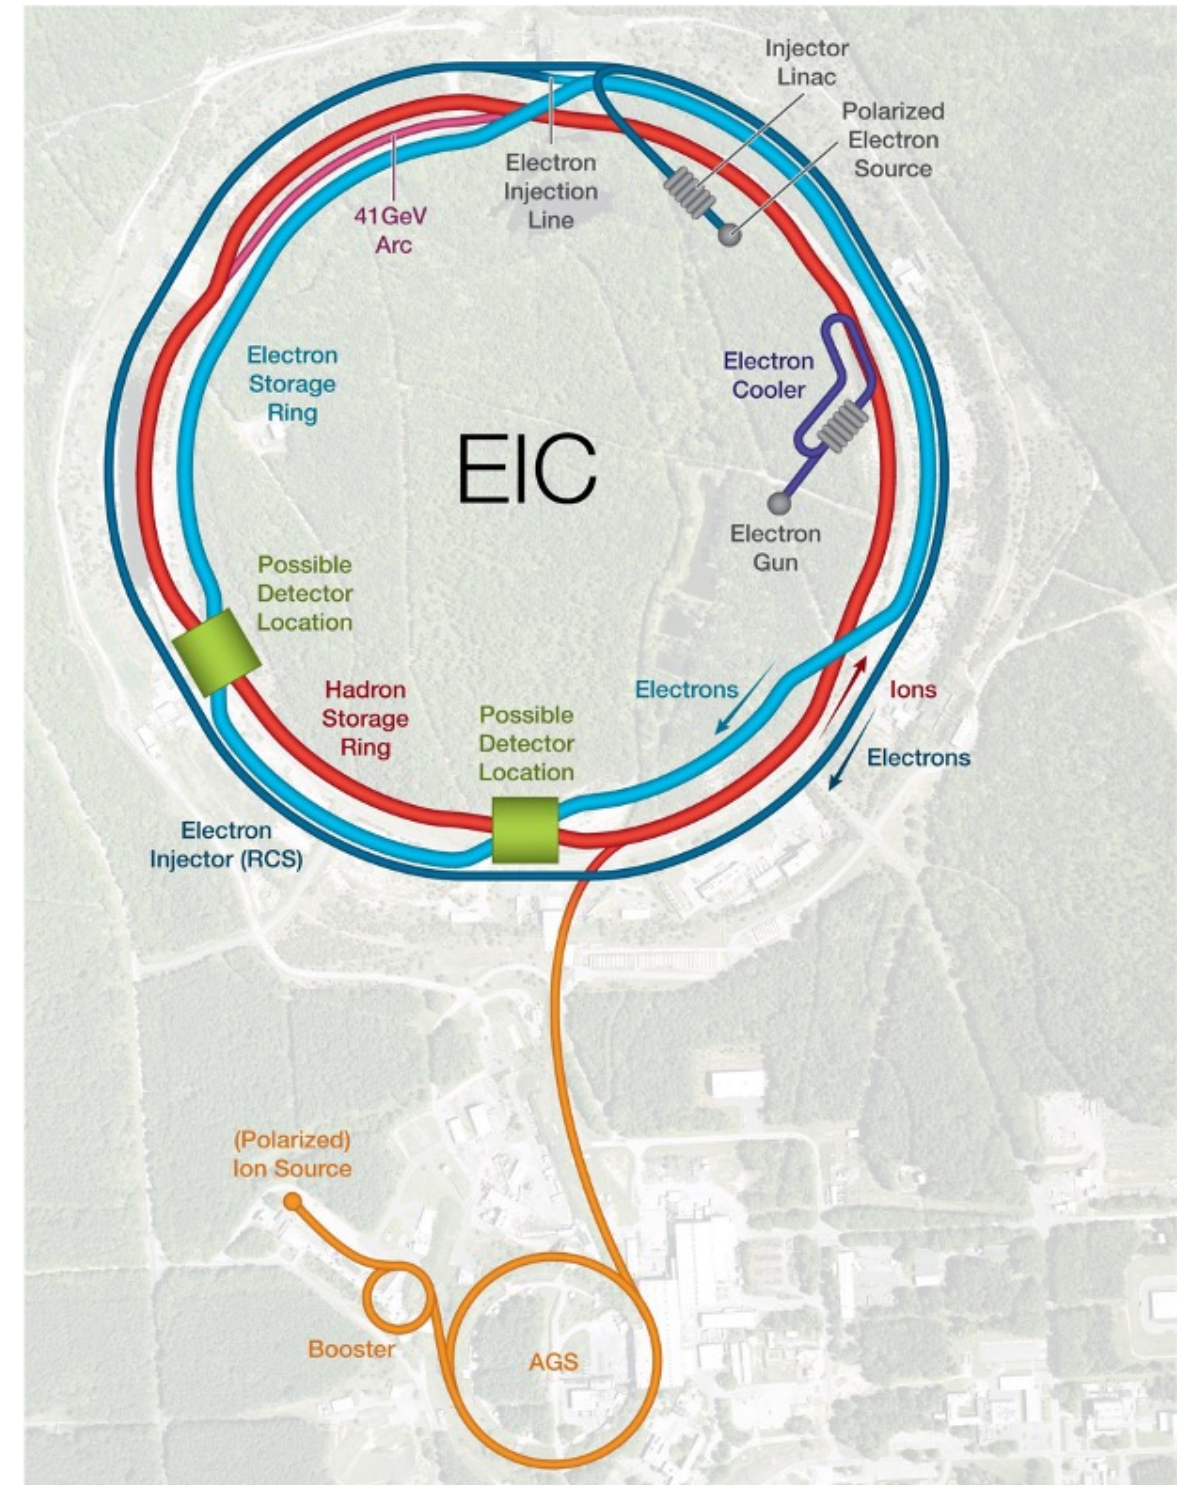 Injector
Linac
Polarized
Electron
Source
Electron
Injection
Line
41GeV
Arc
Electron
Storage
Ring
Electron
Cooler
EIC
Electron
Gun
Possible
Detector
Location
Hadron
Storage
Ring
Possible
Detector
Location
Electrons
Ions
Electrons
Electron
Injector (RCS)
(Polarized)
Ion Source
Booster
AGS